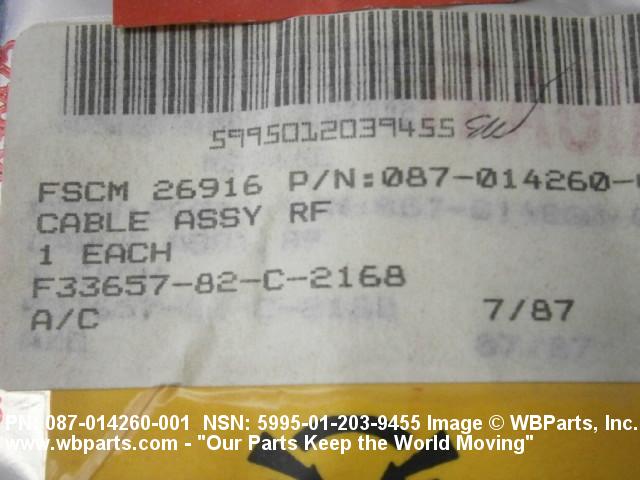 5995012039455
FSCM 26916 P/N:087-014260-
CABLE ASSY RF
1 EACH
F33657-82-C-2168
A/C 7/87
PN: 087-014260-001 NSN: 5995-01-203-9455 Image © WBParts, Inc.
www.wbparts.com - "Our Parts Keep the World Moving"